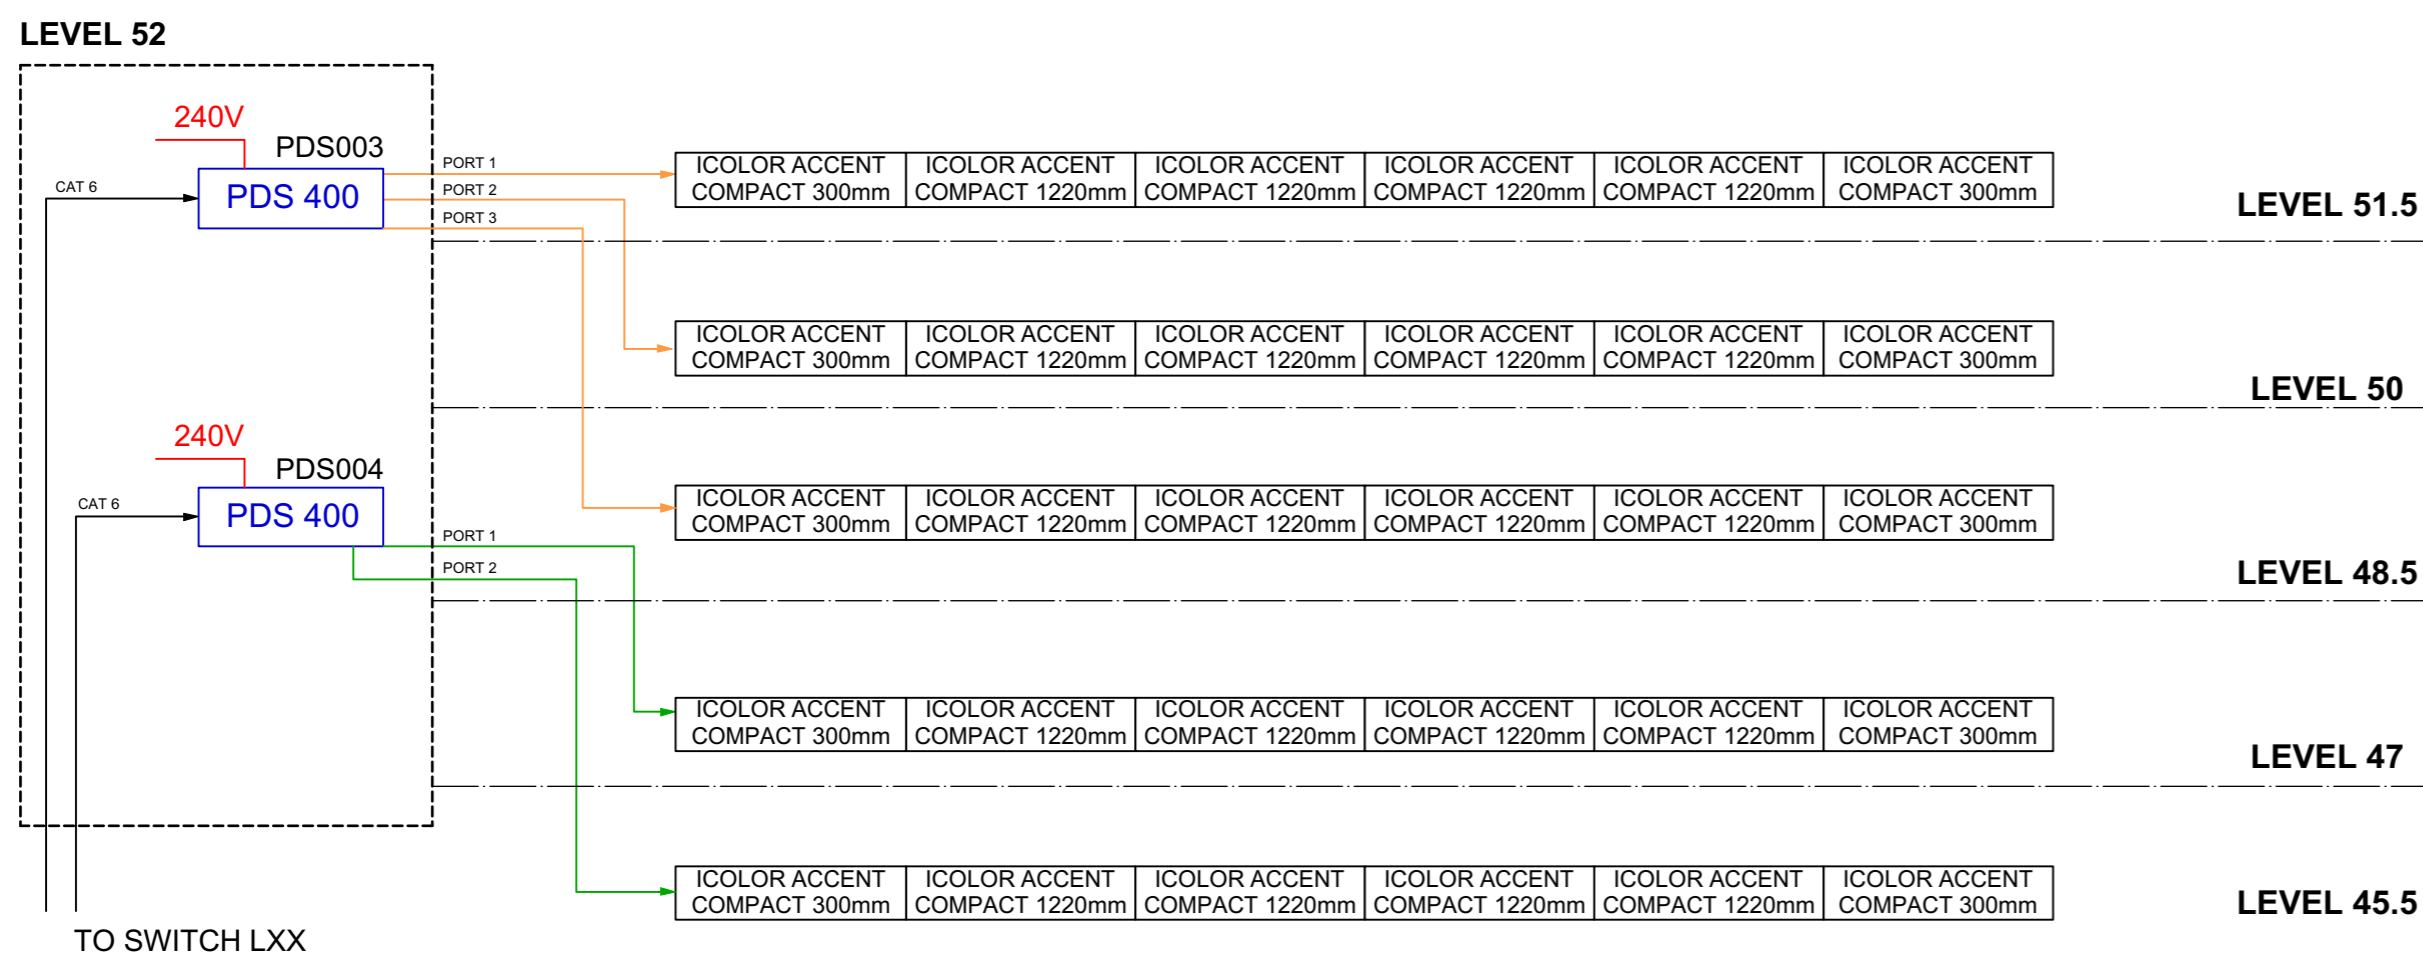 LEVEL 52
240V
PDS003
PDS 400
CAT 6
PORT 1
PORT 2
PORT 3
ICOLOR ACCENT COMPACT 300mm
ICOLOR ACCENT COMPACT 1220mm
ICOLOR ACCENT COMPACT 1220mm
ICOLOR ACCENT COMPACT 1220mm
ICOLOR ACCENT COMPACT 1220mm
ICOLOR ACCENT COMPACT 300mm
LEVEL 51.5
ICOLOR ACCENT COMPACT 300mm
ICOLOR ACCENT COMPACT 1220mm
ICOLOR ACCENT COMPACT 1220mm
ICOLOR ACCENT COMPACT 1220mm
ICOLOR ACCENT COMPACT 1220mm
ICOLOR ACCENT COMPACT 300mm
LEVEL 50
240V
PDS004
PDS 400
CAT 6
PORT 1
PORT 2
ICOLOR ACCENT COMPACT 300mm
ICOLOR ACCENT COMPACT 1220mm
ICOLOR ACCENT COMPACT 1220mm
ICOLOR ACCENT COMPACT 1220mm
ICOLOR ACCENT COMPACT 1220mm
ICOLOR ACCENT COMPACT 300mm
LEVEL 48.5
ICOLOR ACCENT COMPACT 300mm
ICOLOR ACCENT COMPACT 1220mm
ICOLOR ACCENT COMPACT 1220mm
ICOLOR ACCENT COMPACT 1220mm
ICOLOR ACCENT COMPACT 1220mm
ICOLOR ACCENT COMPACT 300mm
LEVEL 47
ICOLOR ACCENT COMPACT 300mm
ICOLOR ACCENT COMPACT 1220mm
ICOLOR ACCENT COMPACT 1220mm
ICOLOR ACCENT COMPACT 1220mm
ICOLOR ACCENT COMPACT 1220mm
ICOLOR ACCENT COMPACT 300mm
LEVEL 45.5
TO SWITCH LXX